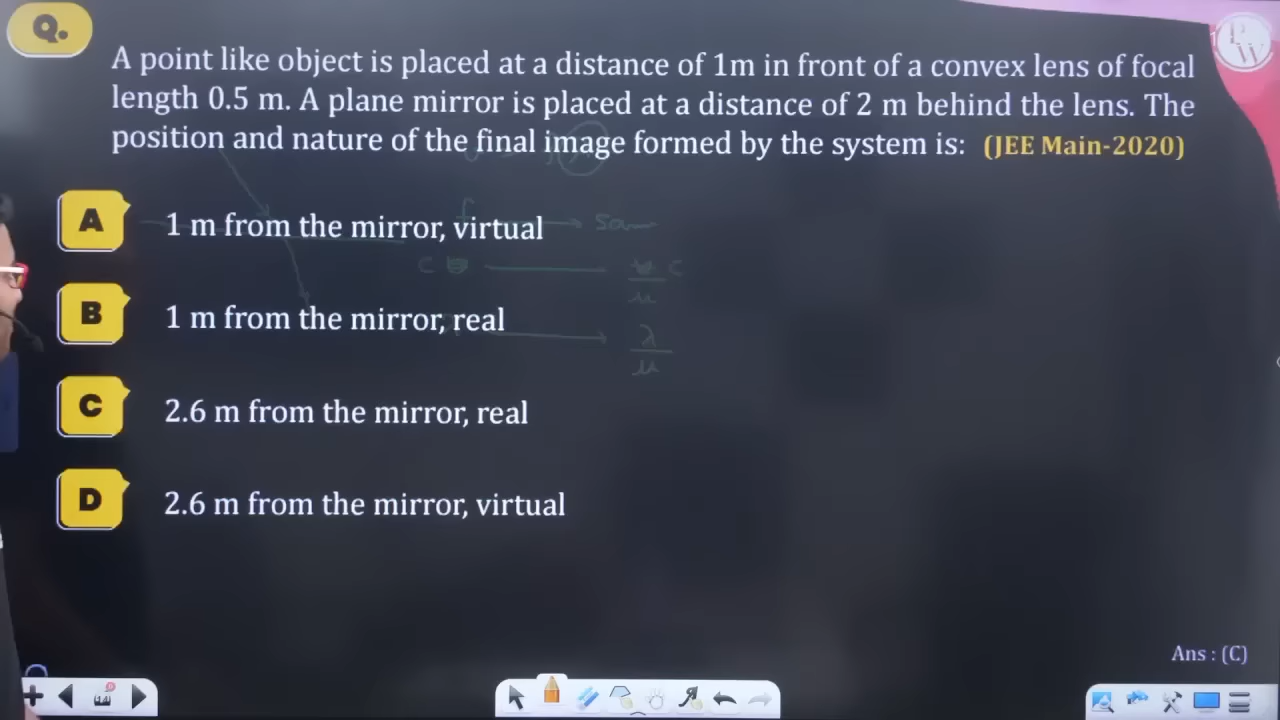 Q.
A point like object is placed at a distance of 1m in front of a convex lens of focal
length 0.5 m. A plane mirror is placed at a distance of 2 m behind the lens. The
position and nature of the final image formed by the system is: (JEE Main-2020)
A 1 m from the mirror, virtual
B 1 m from the mirror, real
C 2.6 m from the mirror, real
D 2.6 m from the mirror, virtual
Ans : (C)